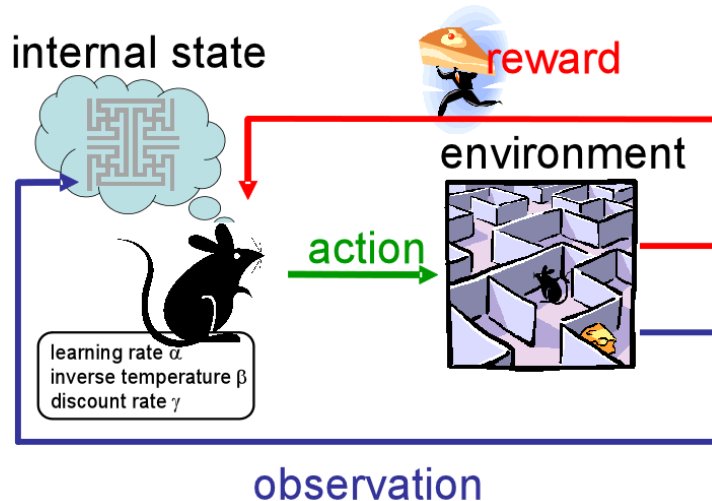 internal state
reward
environment
action
learning rate α
inverse temperature β
discount rate γ
observation